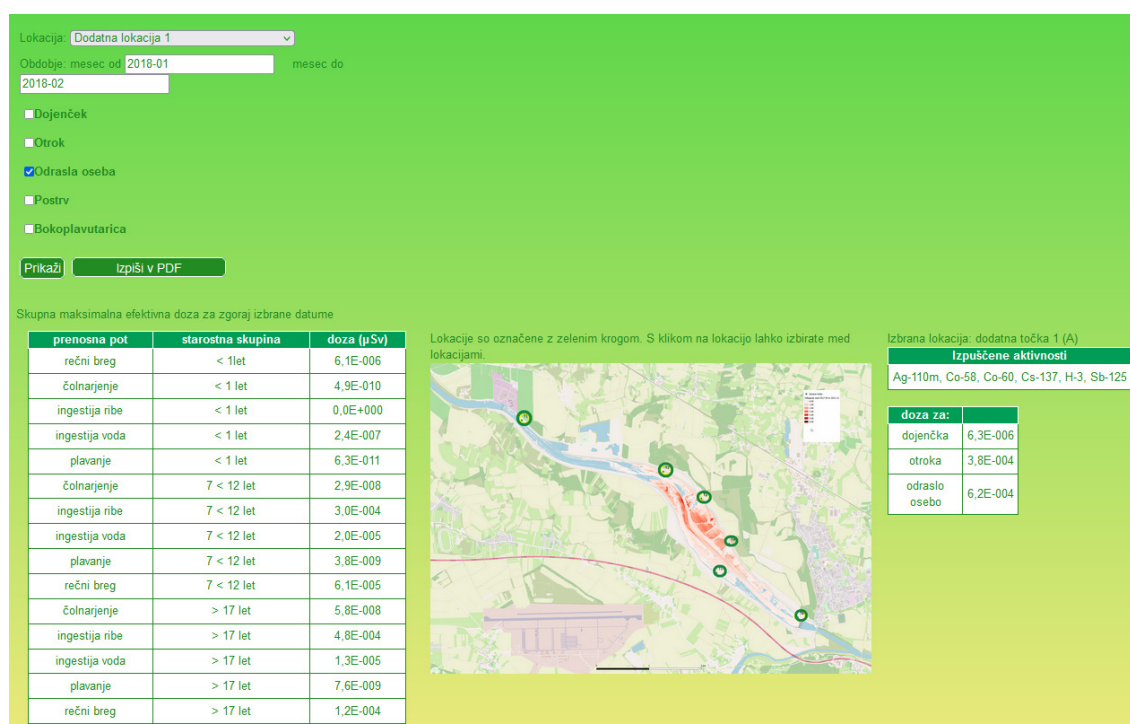 Lokacija: Dodatna lokacija 1
Obdobje: mesec od 2018-01 mesec do
2018-02
Dojenček
Otrok
Odrasla oseba
Postrv
Bokoplavutarica
Prikaži Izpiši v PDF
Skupna maksimalna efektivna doza za zgoraj izbrane datume
prenosna pot starostna skupina doza (µSv)
rečni breg < 1let 6,1E-006
čolnarjenje < 1 let 4,9E-010
ingestija ribe < 1 let 0,0E+000
ingestija voda < 1 let 2,4E-007
plavanje < 1 let 6,3E-011
čolnarjenje 7 < 12 let 2,9E-008
ingestija ribe 7 < 12 let 3,0E-004
ingestija voda 7 < 12 let 2,0E-005
plavanje 7 < 12 let 3,8E-009
rečni breg 7 < 12 let 6,1E-005
čolnarjenje > 17 let 5,8E-008
ingestija ribe > 17 let 4,8E-004
ingestija voda > 17 let 1,3E-005
plavanje > 17 let 7,6E-009
rečni breg > 17 let 1,2E-004
Lokacije so označene z zelenim krogom. S klikom na lokacijo lahko izbirate med
lokacijami.
Izbrana lokacija: dodatna točka 1 (A)
Izpuščene aktivnosti
Ag-110m, Co-58, Co-60, Cs-137, H-3, Sb-125
doza za:
dojenčka 6,3E-006
otroka 3,8E-004
odraslo
osebo 6,2E-004